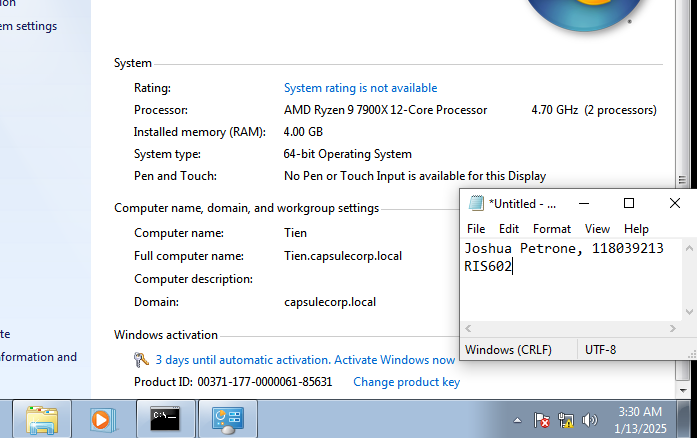 em settings
System
Rating: System rating is not available
Processor: AMD Ryzen 9 7900X 12-Core Processor 4.70 GHz (2 processors)
Installed memory (RAM): 4.00 GB
System type: 64-bit Operating System
Pen and Touch: No Pen or Touch Input is available for this Display
Computer name, domain, and workgroup settings
Computer name: Tien
Full computer name: Tien.capsulecorp.local
Computer description:
Domain: capsulecorp.local
Windows activation
3 days until automatic activation. Activate Windows now
Product ID: 00371-177-0000061-85631 Change product key
te
nformation and
*Untitled - ...
File Edit Format View Help
Joshua Petrone, 118039213
RIS602
Windows (CRLF) UTF-8
C:\_
3:30 AM
1/13/2025